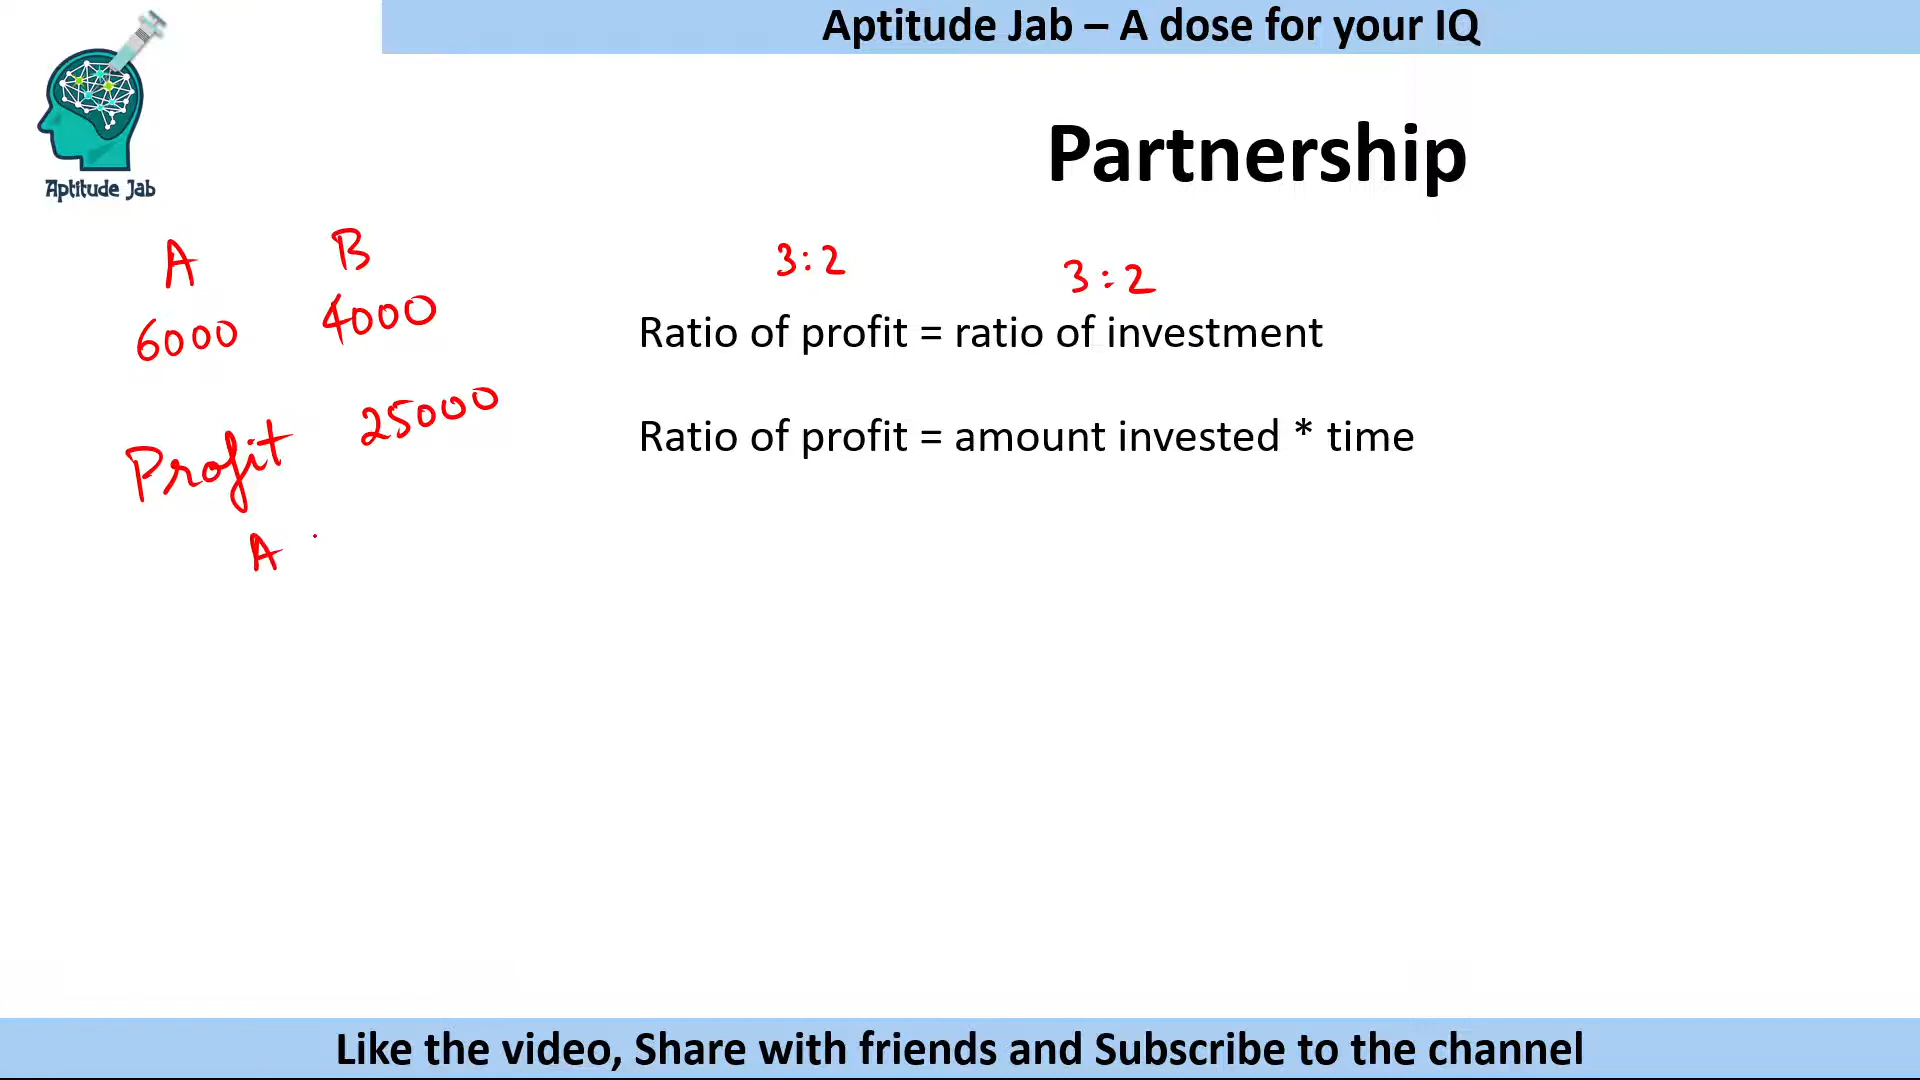 Aptitude Jab – A dose for your IQ
Aptitude Jab
Partnership
A B
6000 4000
Profit 25000
A
3:2 3:2
Ratio of profit = ratio of investment
Ratio of profit = amount invested * time
Like the video, Share with friends and Subscribe to the channel